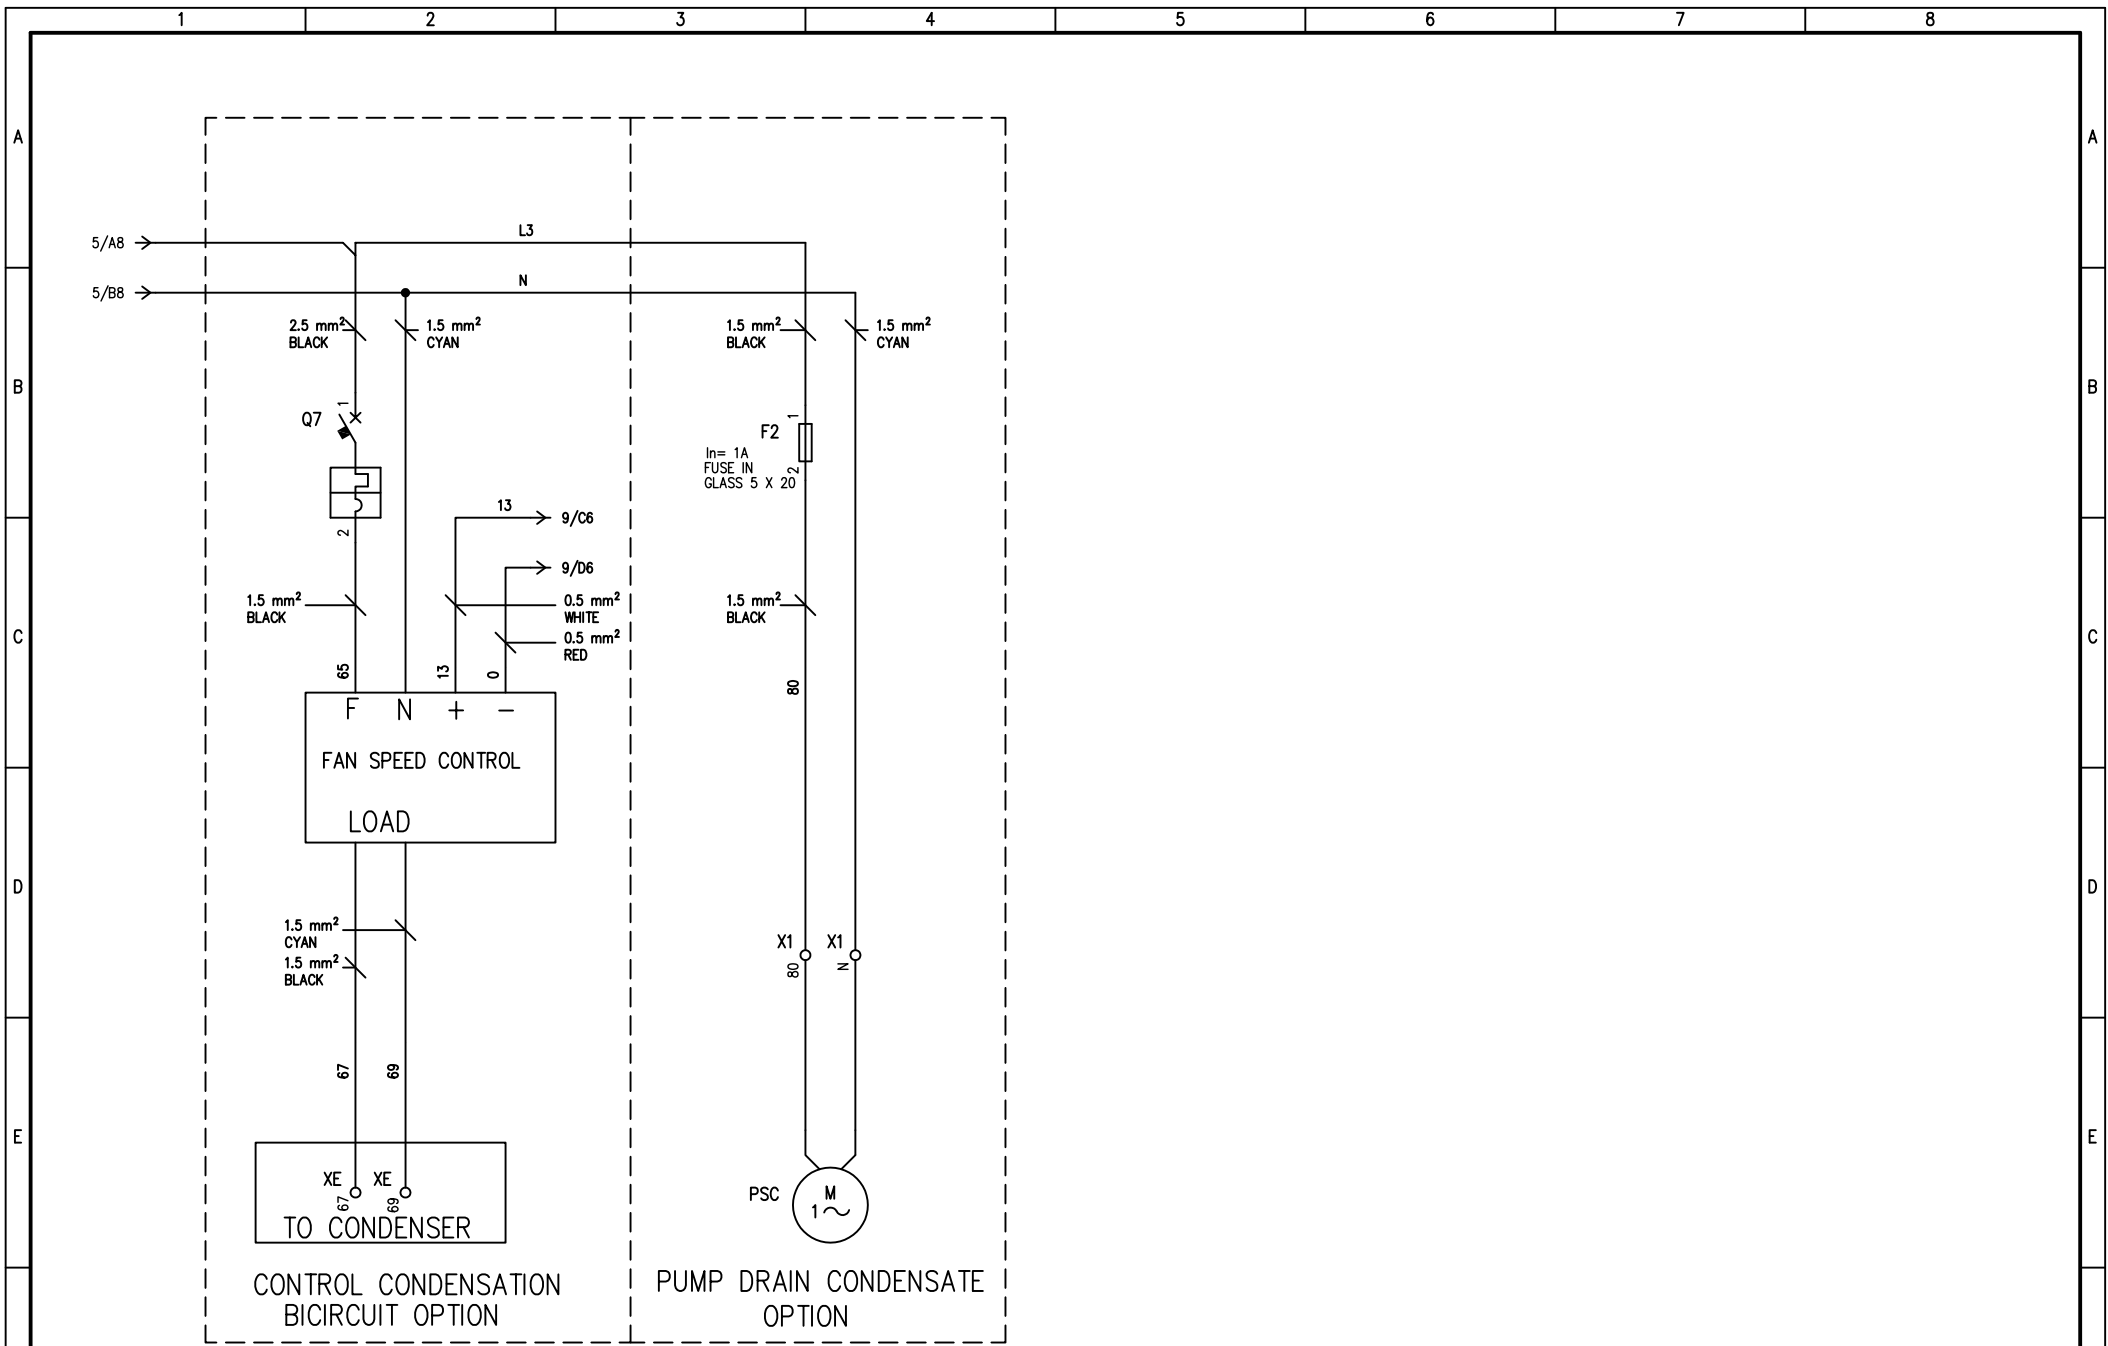 1 2 3 4 5 6 7 8
A A
5/A8 L3
5/B8 N
2.5 mm²
BLACK
1.5 mm²
CYAN
1.5 mm²
BLACK
1.5 mm²
CYAN
B B
1
Q7
2
1
F2
In= 1A
FUSE IN
GLASS 5 X 20
2
13 9/C6
9/D6
1.5 mm²
BLACK
0.5 mm²
WHITE
0.5 mm²
RED
1.5 mm²
BLACK
C C
65 13 0 80
F N + −
FAN SPEED CONTROL
LOAD
D D
1.5 mm²
CYAN
1.5 mm²
BLACK
X1 X1
80 N
67 69
E E
XE XE
67 69
TO CONDENSER
PSC
M
1~
CONTROL CONDENSATION
BICIRCUIT OPTION
PUMP DRAIN CONDENSATE
OPTION